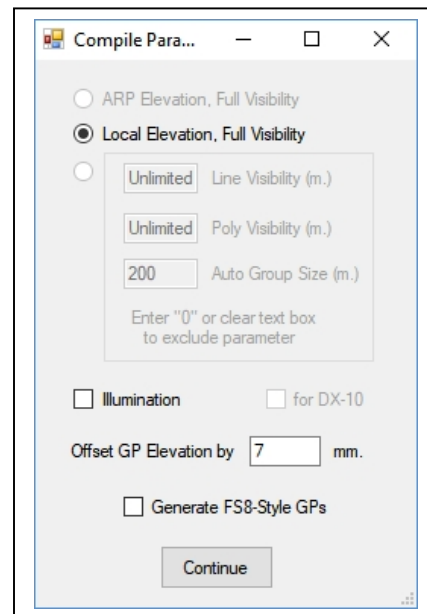 Compile Para...
ARP Elevation, Full Visibility
Local Elevation, Full Visibility
Unlimited Line Visibility (m.)
Unlimited Poly Visibility (m.)
200 Auto Group Size (m.)
Enter "0" or clear text box
to exclude parameter
Illumination for DX-10
Offset GP Elevation by 7 mm.
Generate FS8-Style GPs
Continue